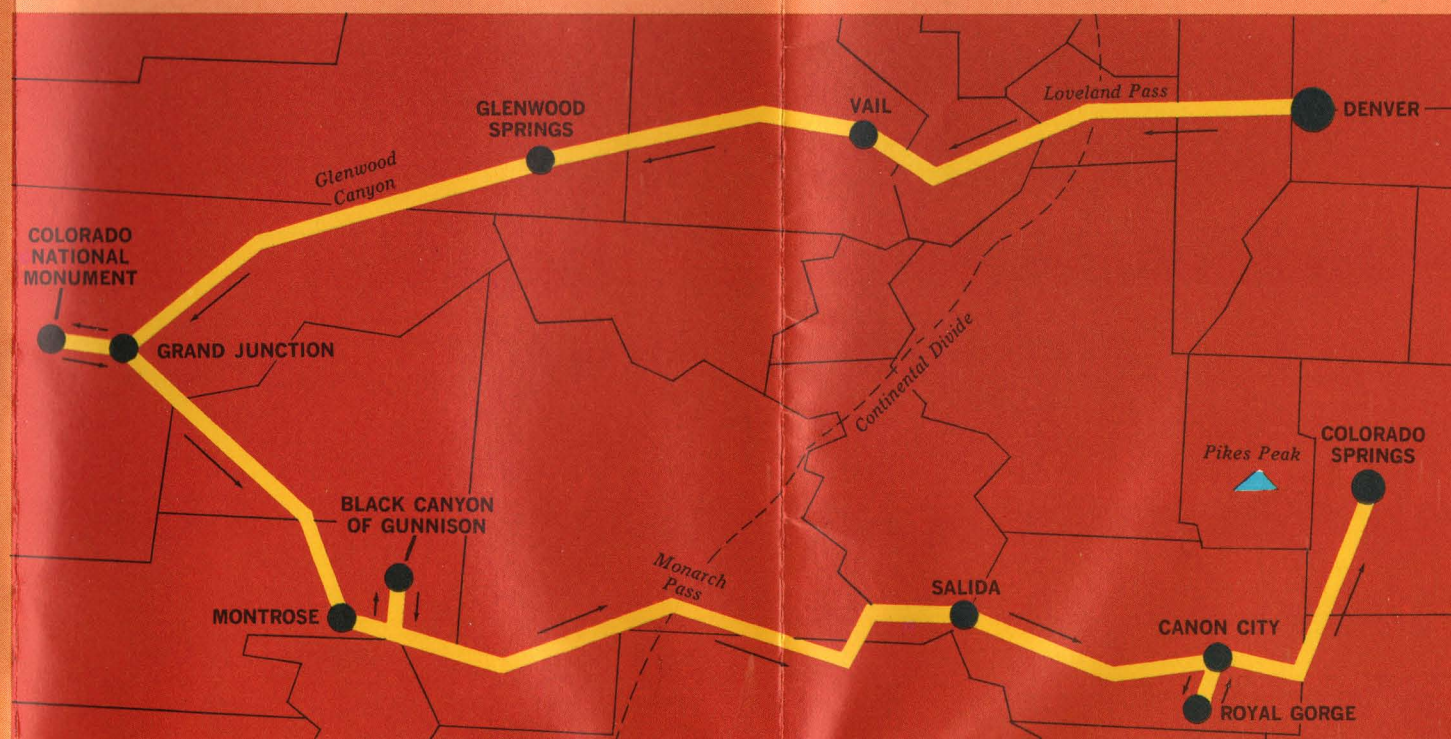 Loveland Pass
DENVER
VAIL
GLENWOOD
SPRINGS
Glenwood
Canyon
COLORADO
NATIONAL
MONUMENT
GRAND JUNCTION
Continental Divide
Pikes Peak
COLORADO
SPRINGS
BLACK CANYON
OF GUNNISON
MONTROSE
Monarch
Pass
SALIDA
CANON CITY
ROYAL GORGE